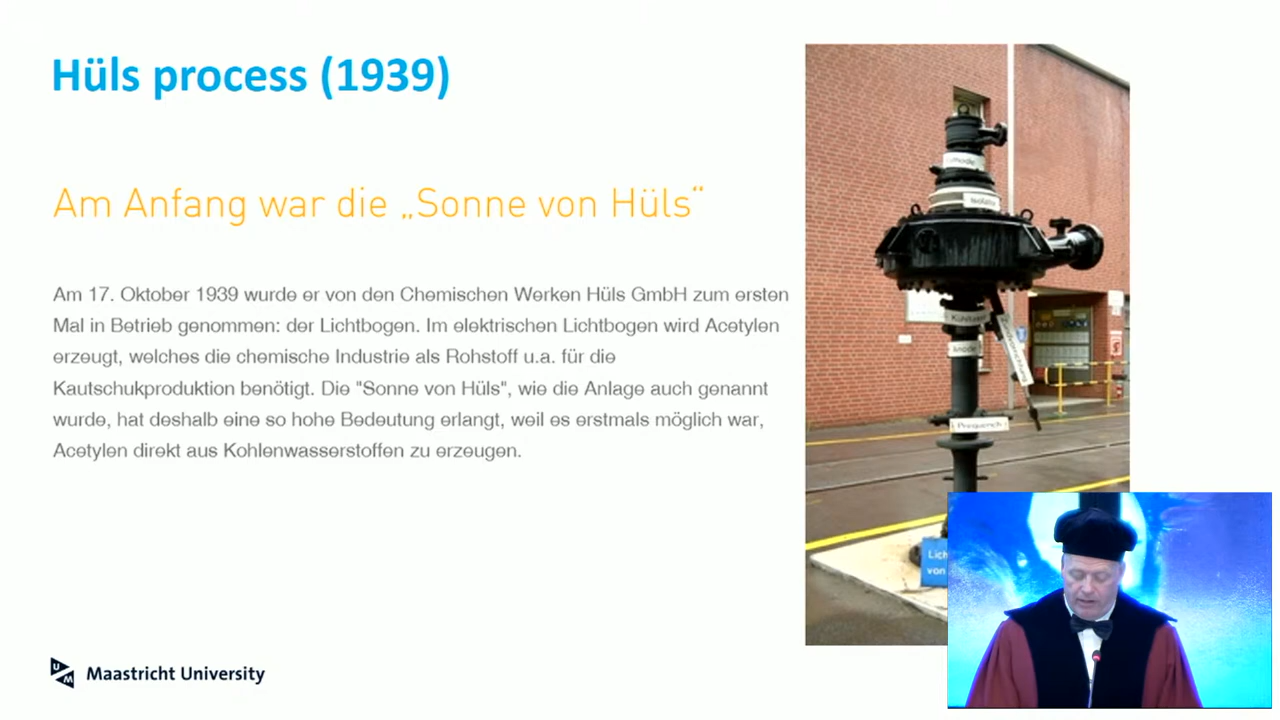 Hüls process (1939)
Am Anfang war die „Sonne von Hüls“
Am 17. Oktober 1939 wurde er von den Chemischen Werken Hüls GmbH zum ersten
Mal in Betrieb genommen: der Lichtbogen. Im elektrischen Lichtbogen wird Acetylen
erzeugt, welches die chemische Industrie als Rohstoff u.a. für die
Kautschukproduktion benötigt. Die "Sonne von Hüls", wie die Anlage auch genannt
wurde, hat deshalb eine so hohe Bedeutung erlangt, weil es erstmals möglich war,
Acetylen direkt aus Kohlenwasserstoffen zu erzeugen.
Isolator
Anode
Prequench
von
UM
Maastricht University